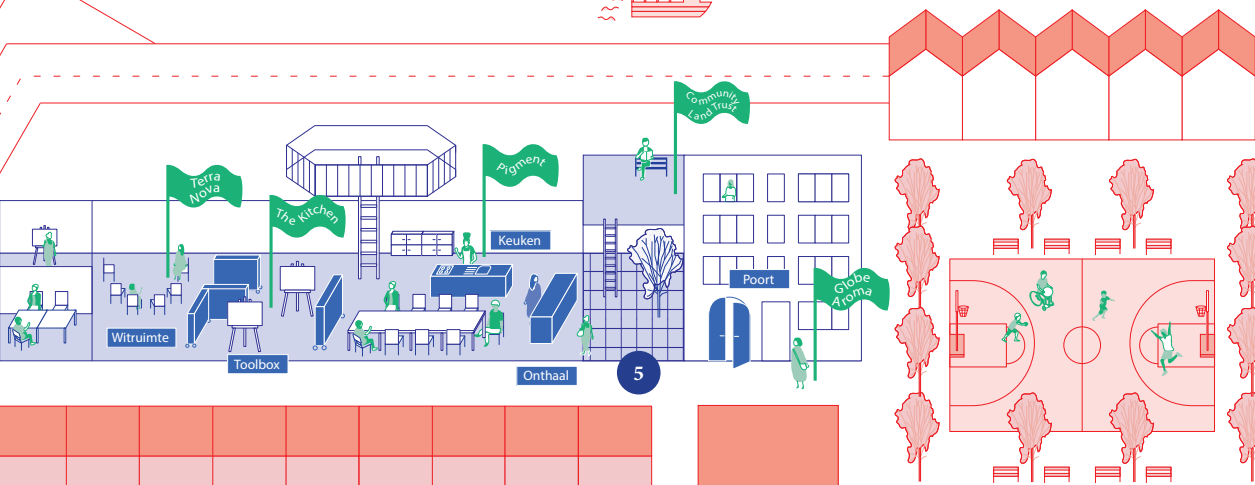 Community
Land Trust
Pigment
Terra
Nova
The Kitchen
Keuken
Poort
Globe
Aroma
Witruimte
Toolbox
Onthaal
5